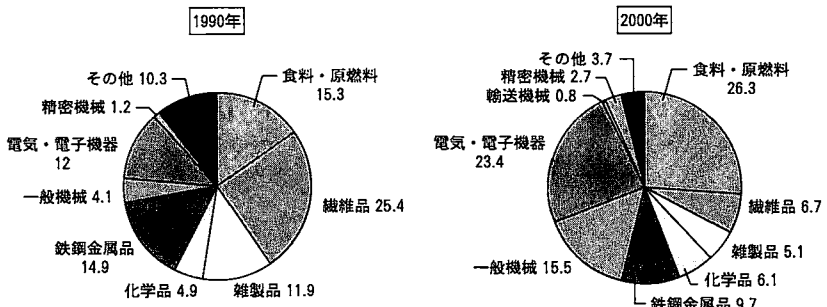 1990年
その他 10.3
食料・原燃料
15.3
精密機械 1.2
電気・電子機器
12
一般機械 4.1
繊維品 25.4
鉄鋼金属品
14.9
化学品 4.9
雑製品 11.9
2000年
その他 3.7
精密機械 2.7
輸送機械 0.8
食料・原燃料
26.3
電気・電子機器
23.4
繊維品 6.7
雑製品 5.1
一般機械 15.5
化学品 6.1
鉄鋼金属品 9.7